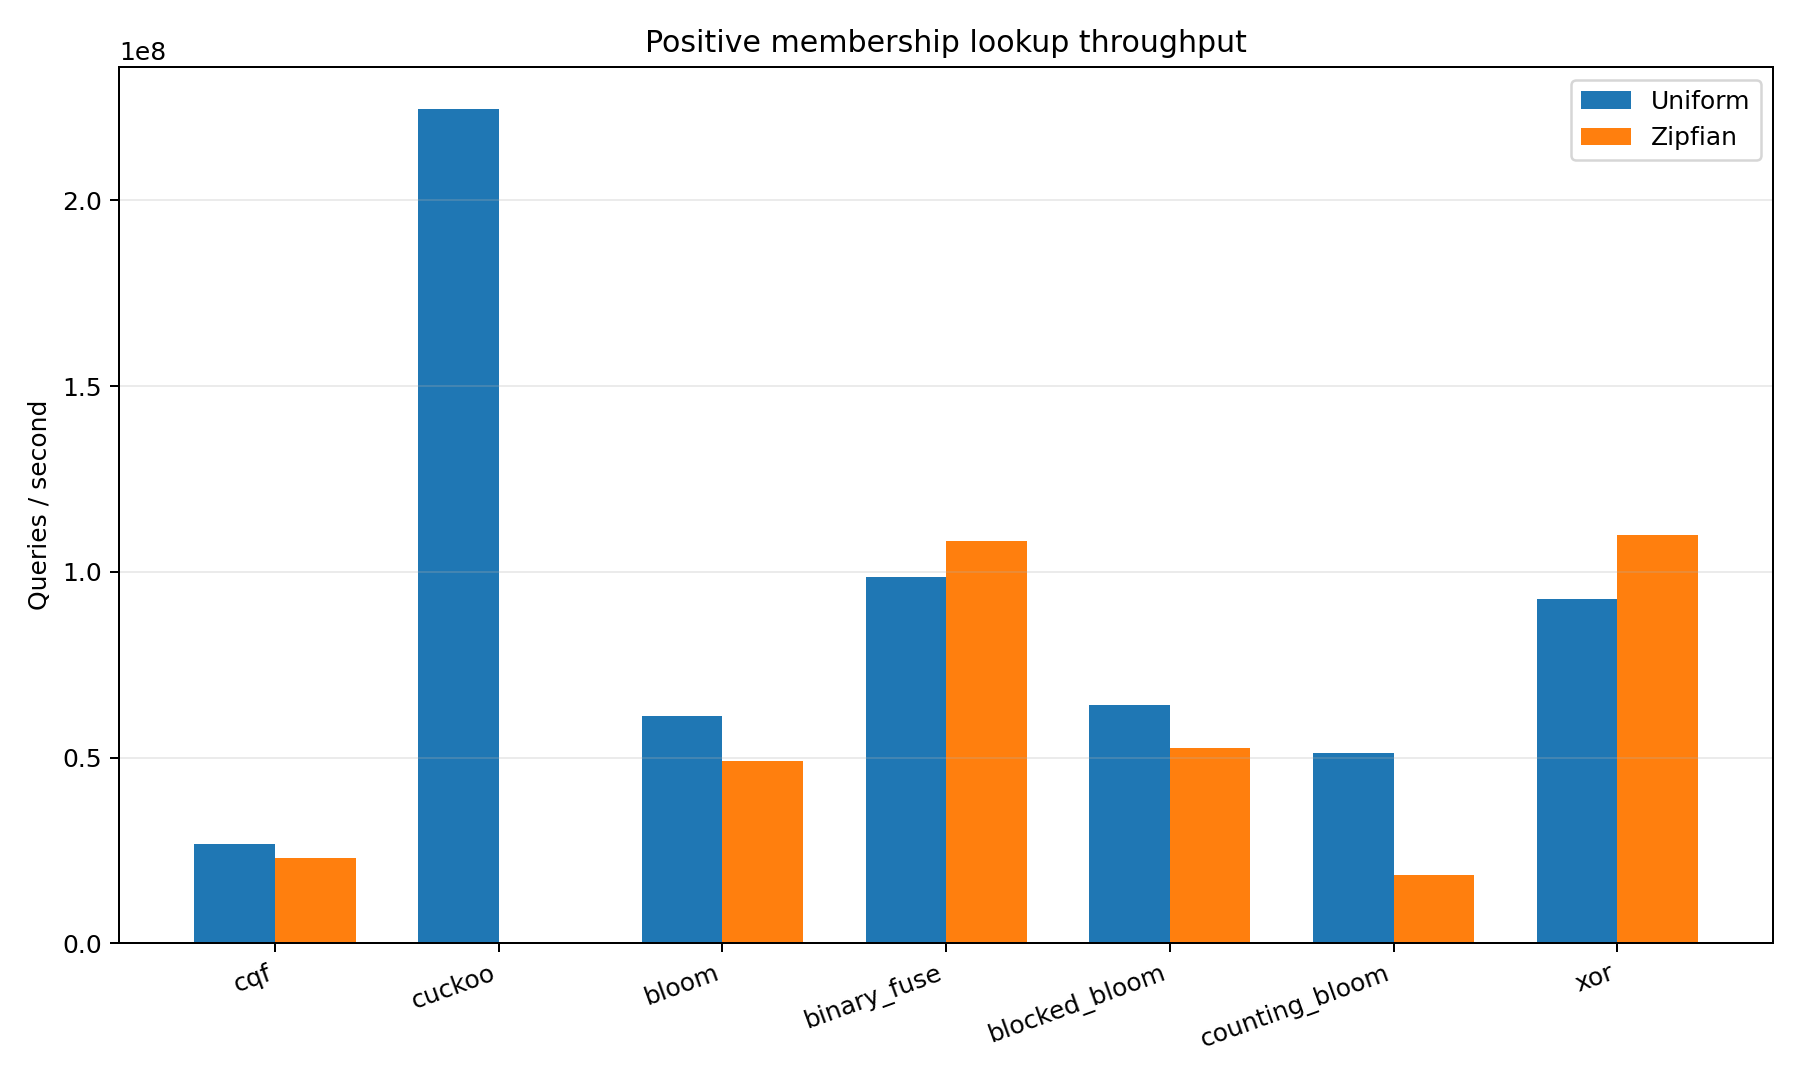 Positive membership lookup throughput
1e8
Uniform
Zipfian
2.0
1.5
1.0
0.5
0.0
Queries / second
cqf
cuckoo
bloom
binary_fuse
blocked_bloom
counting_bloom
xor